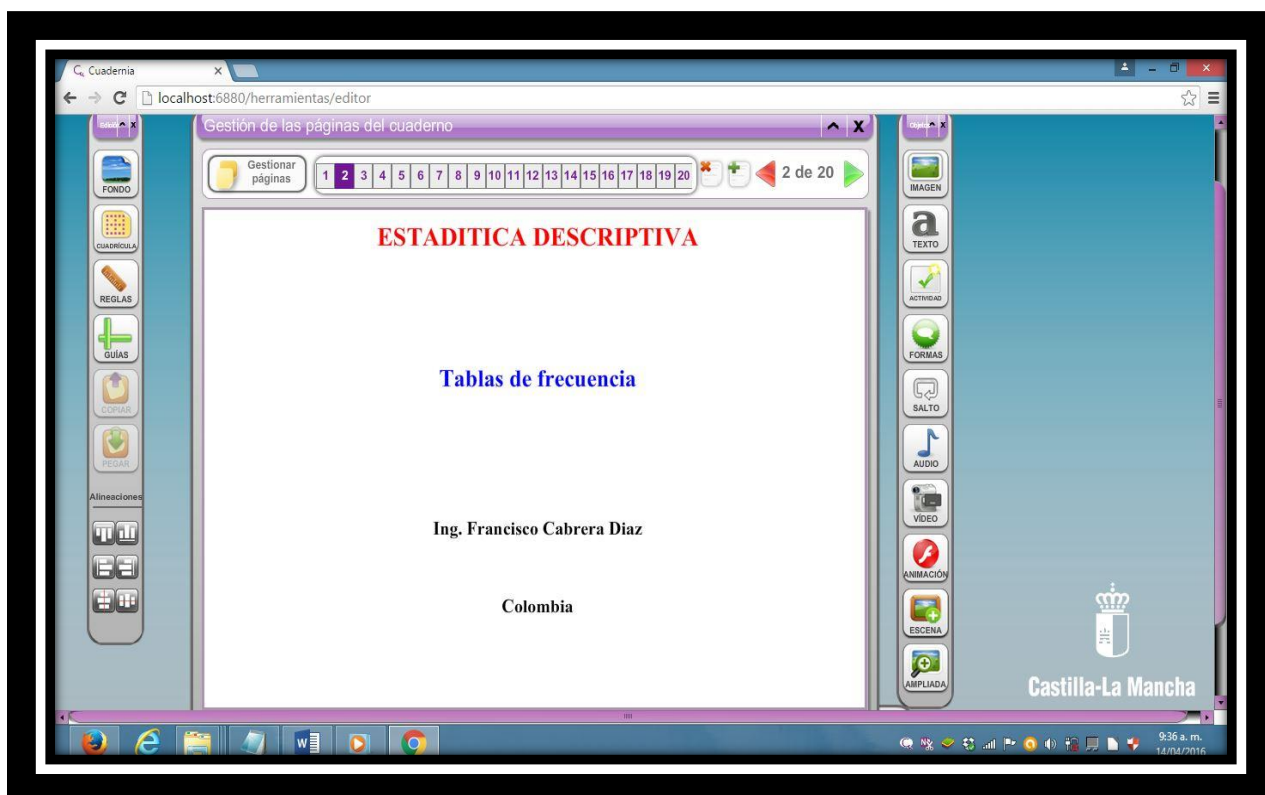 Cuadernia
localhost:6880/herramientas/editor
Gestión de las páginas del cuaderno
Gestionar páginas
1 2 3 4 5 6 7 8 9 10 11 12 13 14 15 16 17 18 19 20
2 de 20
FONDO
CUADRÍCULA
REGLAS
GUÍAS
COPIAR
PEGAR
Alineaciones
ESTADITICA DESCRIPTIVA
Tablas de frecuencia
Ing. Francisco Cabrera Diaz
Colombia
IMAGEN
a
TEXTO
ACTIVIDAD
FORMAS
SALTO
AUDIO
VÍDEO
ANIMACIÓN
ESCENA
AMPLIADA
Castilla-La Mancha
9:36 a. m.
14/04/2016